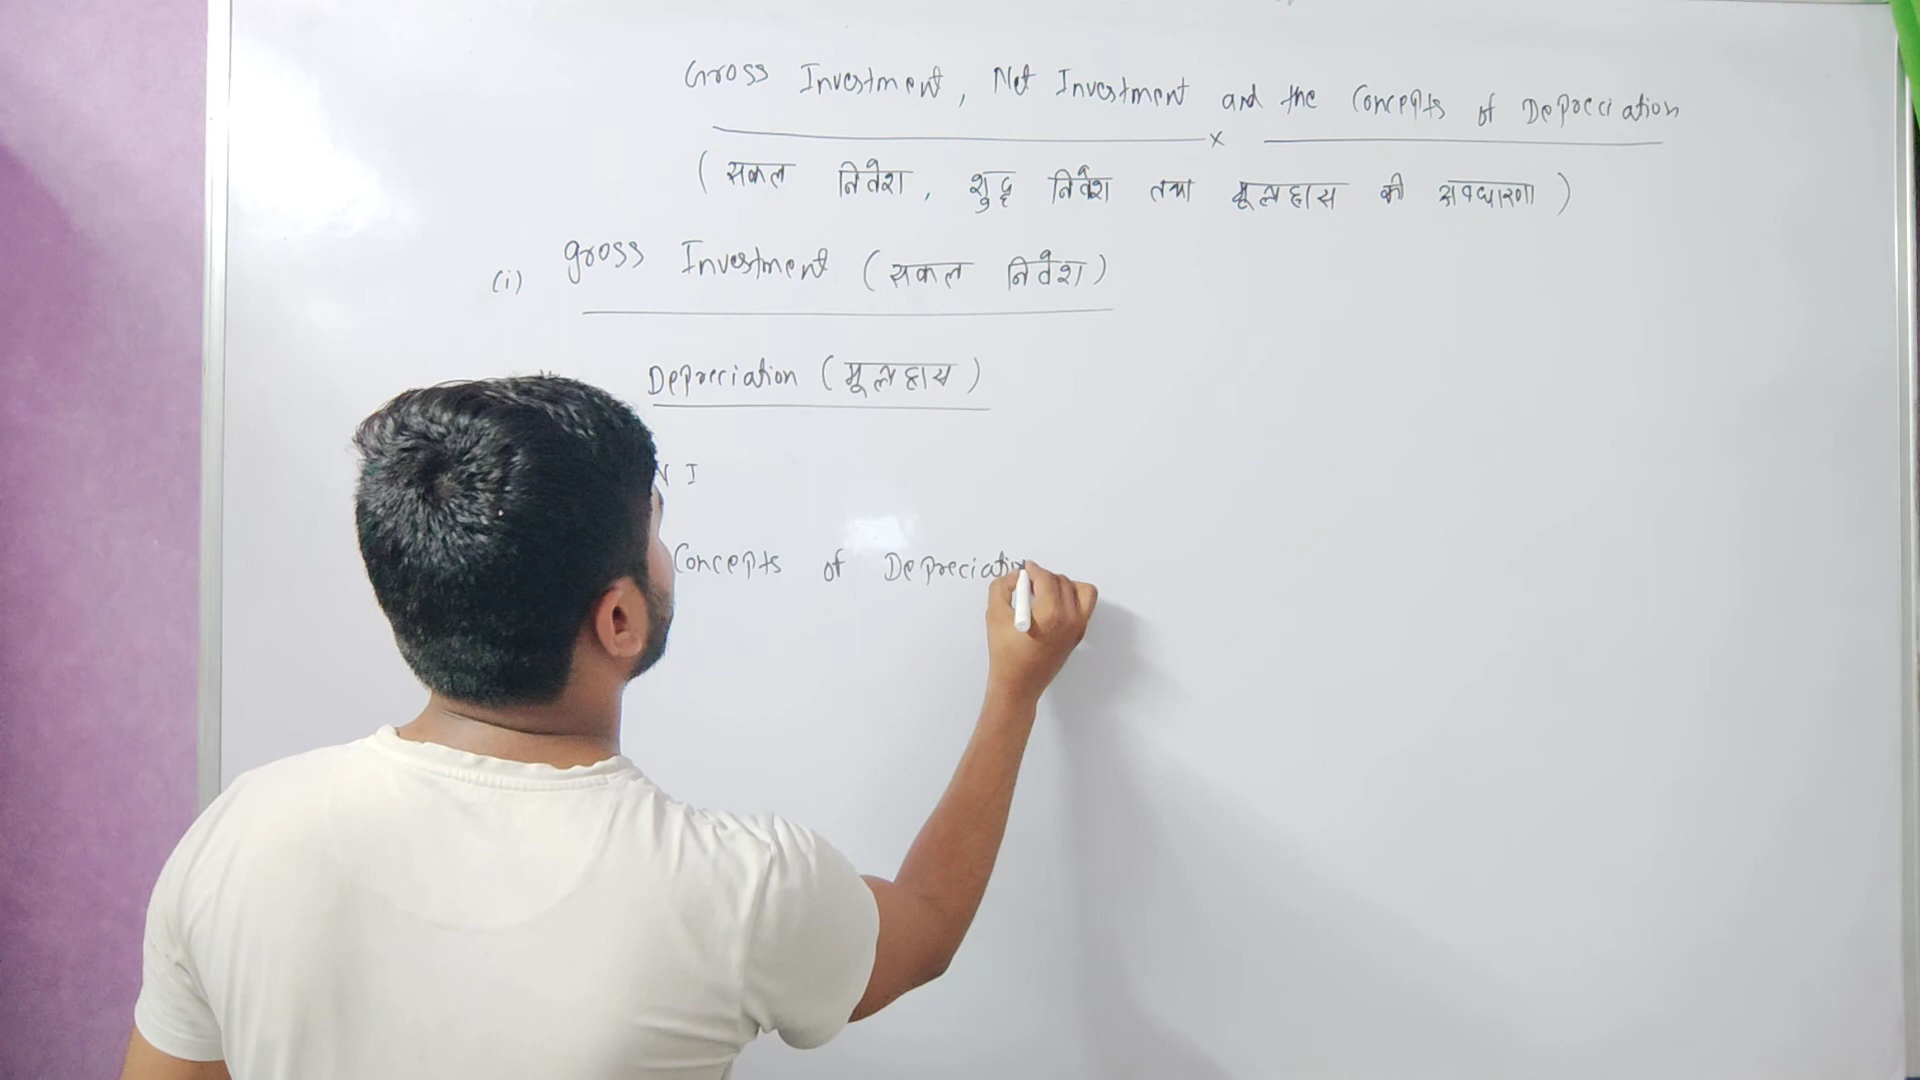 Gross Investment, Net Investment and the Concepts of Depreciation
(सकल निवेश, शुद्ध निवेश तथा मूल्यह्रास की अवधारणा)
(i) gross Investment (सकल निवेश)
Depreciation (मूल्यह्रास)
N I
Concepts of Depreciation